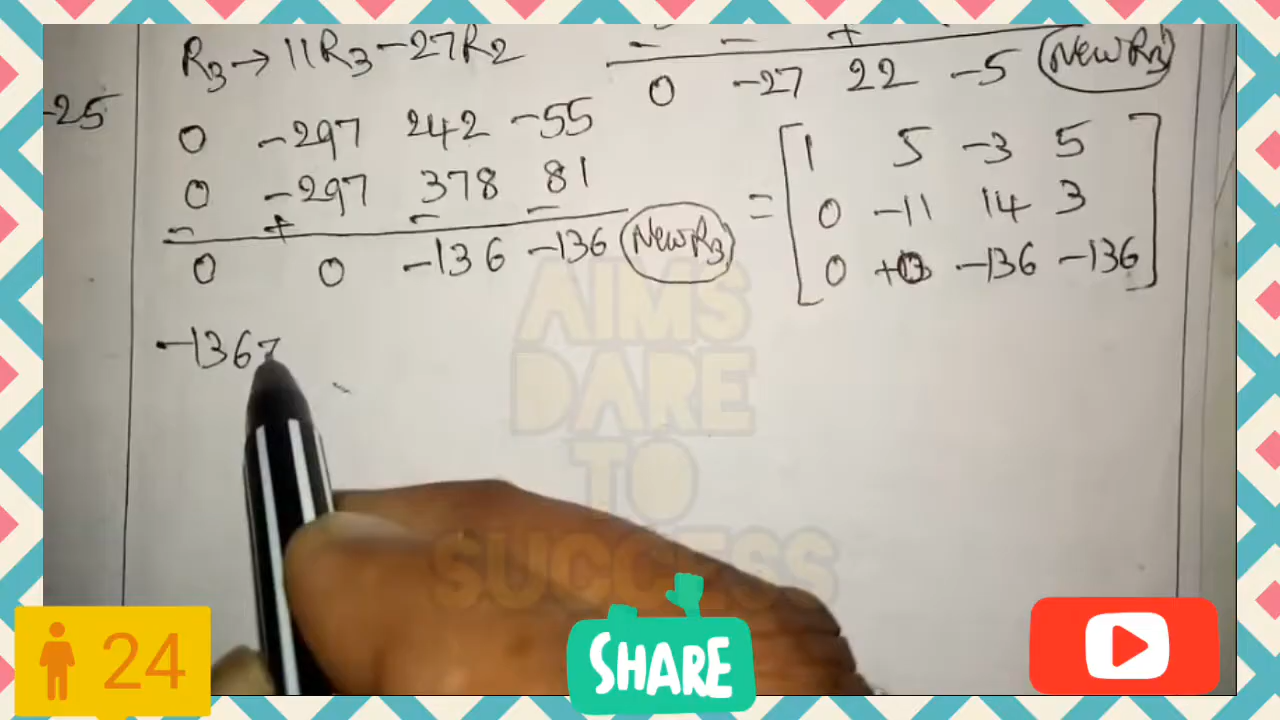 R3→11R3-27R2
- - +
0 -27 22 -5 New R3
-25
0 -297 242 -55
0 -297 378 81
- + - -
0 0 -136 -136 New R3
= [1 5 -3 5
0 -11 14 3
0 -136 -136]
-136z
AIMS
DARE
TO
SUCCESS
24
SHARE